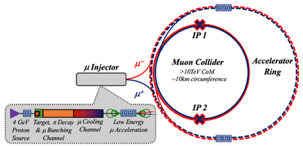 μ Injector
μ⁻
μ⁺
IP 1
Muon Collider
>10TeV CoM
~10km circumference
IP 2
Accelerator
Ring
4 GeV
Proton
Source
Target, π Decay
& μ Bunching
Channel
μ Cooling
Channel
Low Energy
μ Acceleration